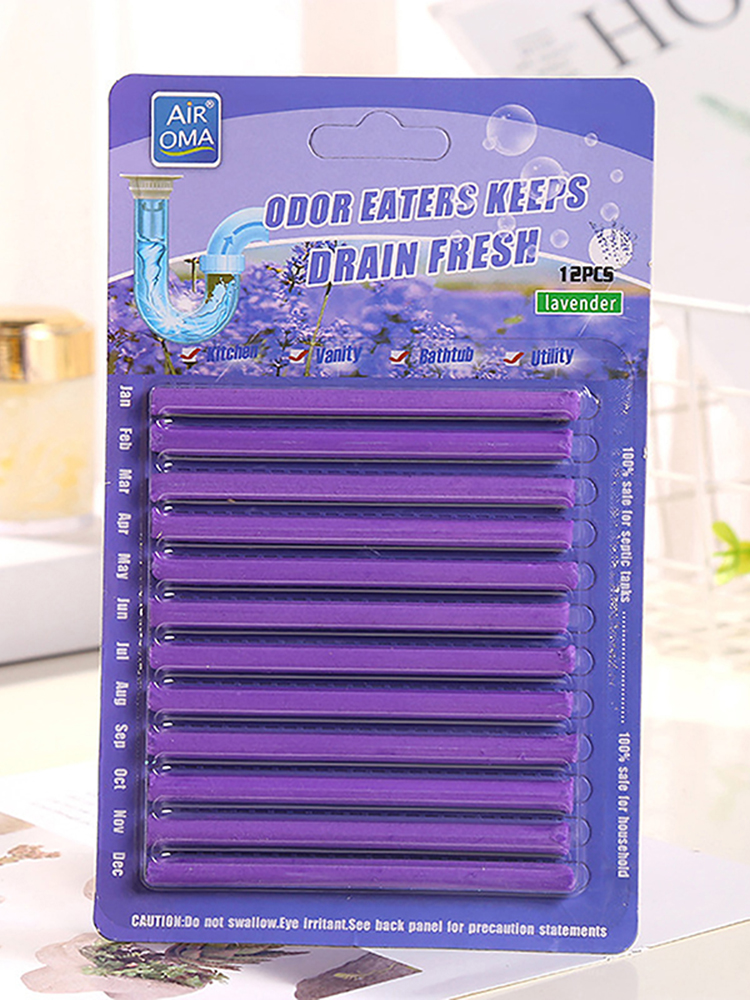 HO
AiR®
OMA
ODOR EATERS KEEPS
DRAIN FRESH
12PCS
lavender
Kitchen Vanity Bathtub Utility
Jan
Feb
Mar
Apr
May
Jun
Jul
Aug
Sep
Oct
Nov
Dec
100% safe for septic tanks
100% safe for household
CAUTION:Do not swallow.Eye irritant.See back panel for precaution statements